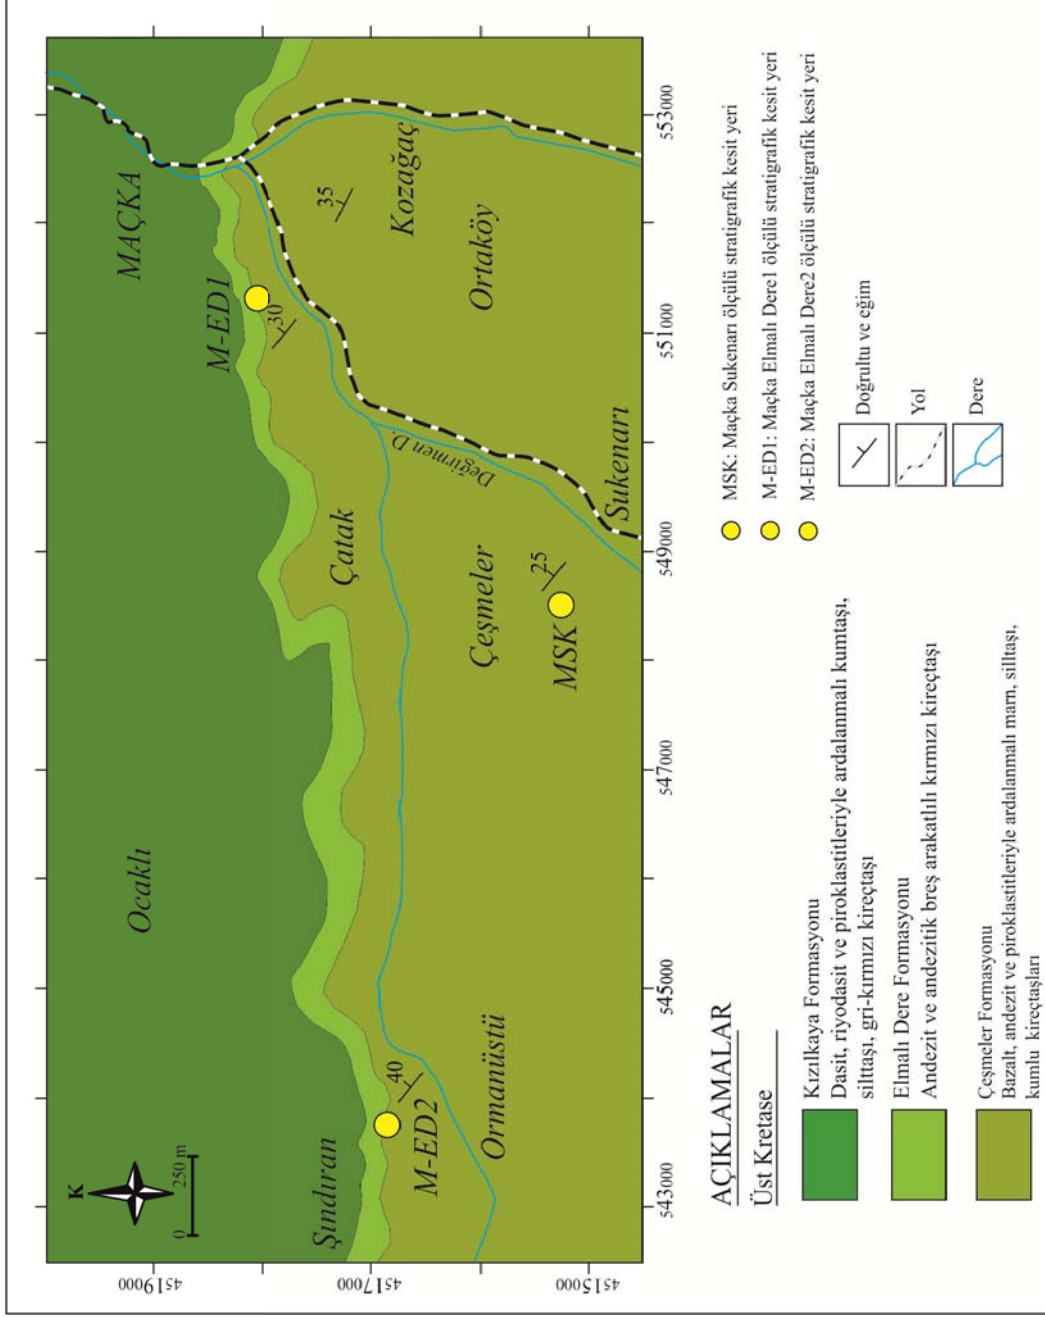 K
0 250 m
4519000
4517000
4515000
543000
545000
547000
549000
551000
553000
Ocaklı
MAÇKA
Şındıran
M-ED1
30
35
Kozağaç
Ortaköy
Çatak
Değirmen D.
Çeşmeler
25
MSK
Sukenarı
40
M-ED2
Ormanüstü
AÇIKLAMALAR
Üst Kretase
Kızılkaya Formasyonu
Dasit, riyodasit ve piroklastitleriyle ardalanmalı kumtaşı,
silttaşı, gri-kırmızı kireçtaşı
Elmalı Dere Formasyonu
Andezit ve andezitik breş arakatlılı kırmızı kireçtaşı
Çeşmeler Formasyonu
Bazalt, andezit ve piroklastitleriyle ardalanmalı marn, silltaşı,
kumlu kireçtaşları
MSK: Maçka Sukenarı ölçülü stratigrafik kesit yeri
M-ED1: Maçka Elmalı Dere1 ölçülü stratigrafik kesit yeri
M-ED2: Maçka Elmalı Dere2 ölçülü stratigrafik kesit yeri
Doğrultu ve eğim
Yol
Dere